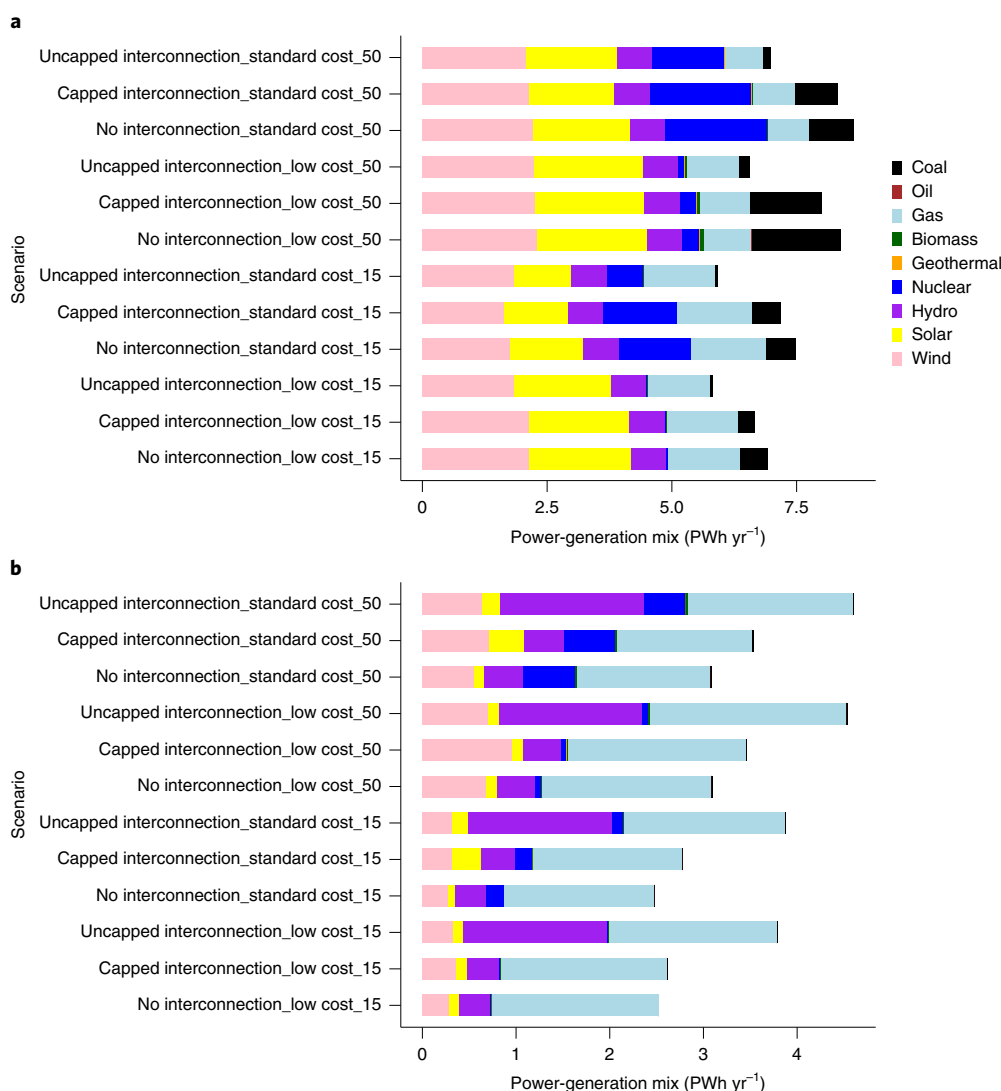 a
Uncapped interconnection_standard cost_50
Capped interconnection_standard cost_50
No interconnection_standard cost_50
Uncapped interconnection_low cost_50
Capped interconnection_low cost_50
No interconnection_low cost_50
Uncapped interconnection_standard cost_15
Capped interconnection_standard cost_15
No interconnection_standard cost_15
Uncapped interconnection_low cost_15
Capped interconnection_low cost_15
No interconnection_low cost_15
Scenario
0 2.5 5.0 7.5
Power-generation mix (PWh yr⁻¹)
Coal
Oil
Gas
Biomass
Geothermal
Nuclear
Hydro
Solar
Wind
b
Uncapped interconnection_standard cost_50
Capped interconnection_standard cost_50
No interconnection_standard cost_50
Uncapped interconnection_low cost_50
Capped interconnection_low cost_50
No interconnection_low cost_50
Uncapped interconnection_standard cost_15
Capped interconnection_standard cost_15
No interconnection_standard cost_15
Uncapped interconnection_low cost_15
Capped interconnection_low cost_15
No interconnection_low cost_15
Scenario
0 1 2 3 4
Power-generation mix (PWh yr⁻¹)